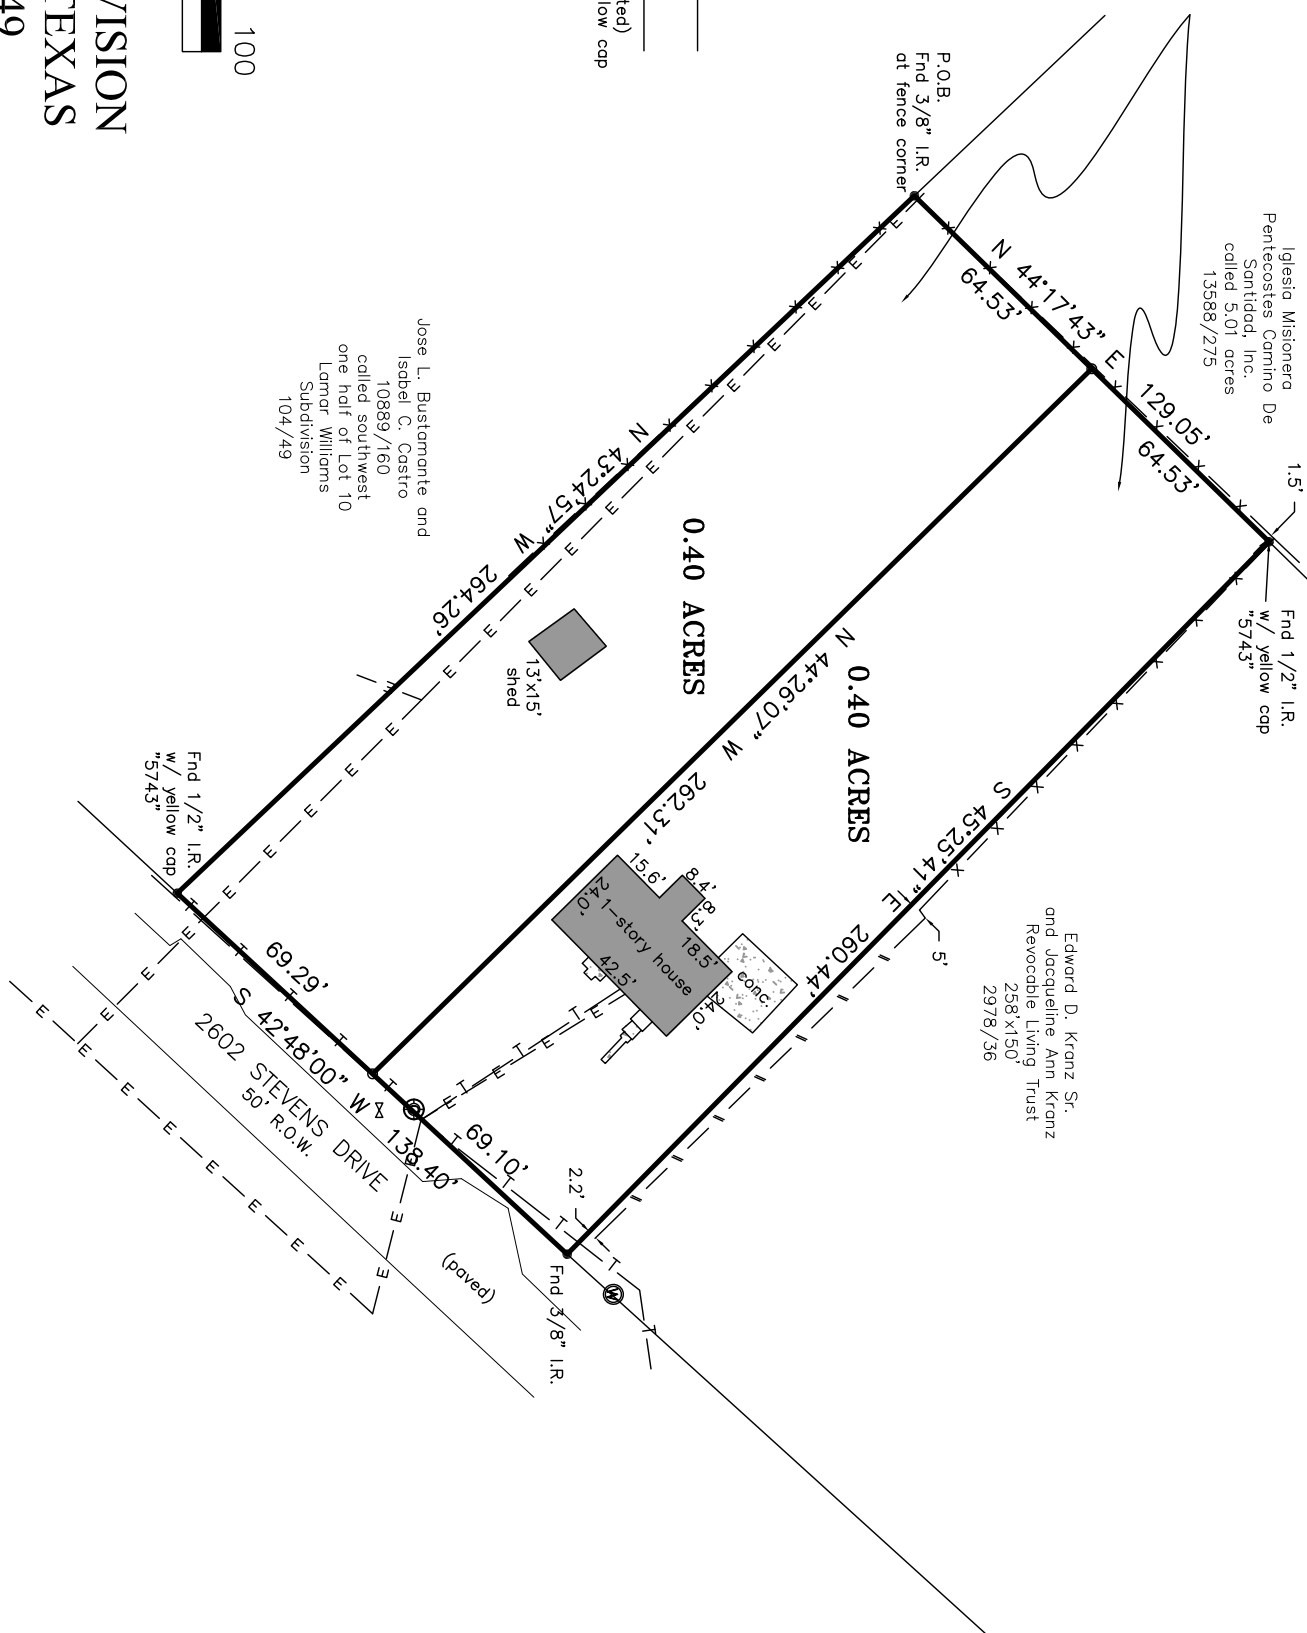 Iglesia Misionera
Pentecostes Camino De
Santidad, Inc.
called 5.01 acres
13588/275
P.O.B.
Fnd 3/8" I.R.
at fence corner
N 44°17'43" E 129.05'
64.53'
64.53'
1.5'
Fnd 1/2" I.R.
w/ yellow cap
"5743"
Edward D. Kranz Sr.
and Jacqueline Ann Kranz
Revocable Living Trust
258'x150'
2978/36
S 45°25'41" E 260.44'
5'
0.40 ACRES
N 44°26'07" W 262.31'
0.40 ACRES
N 43°24'57" W 264.26'
Jose L. Bustamante and
Isabel C. Castro
10889/160
called southwest
one half of Lot 10
Lamar Williams
Subdivision
104/49
13'x15'
shed
15.6'
8.4'
8.3'
18.5'
24.0'
1-story house
42.5'
24.0'
conc.
Fnd 1/2" I.R.
w/ yellow cap
"5743"
69.29'
69.10'
S 42°48'00" W 138.40'
2602 STEVENS DRIVE
50' R.O.W.
(paved)
2.2'
Fnd 3/8" I.R.
W
E
T
100
VISION
TEXAS
49
ted)
low cap